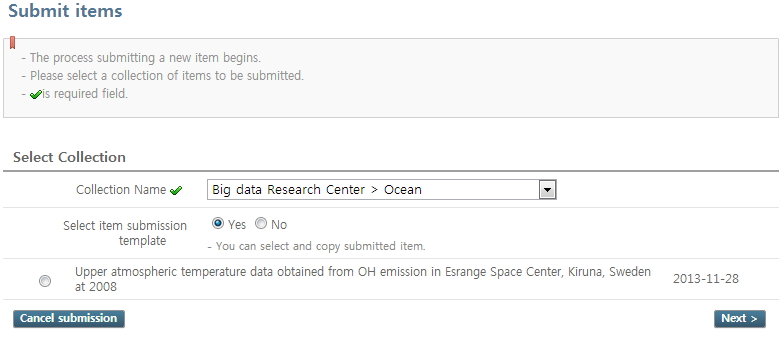 Submit items
- The process submitting a new item begins.
- Please select a collection of items to be submitted.
- is required field.
Select Collection
Collection Name
Big data Research Center > Ocean
Select item submission
template
Yes No
- You can select and copy submitted item.
Upper atmospheric temperature data obtained from OH emission in Esrange Space Center, Kiruna, Sweden
at 2008
2013-11-28
Cancel submission
Next >